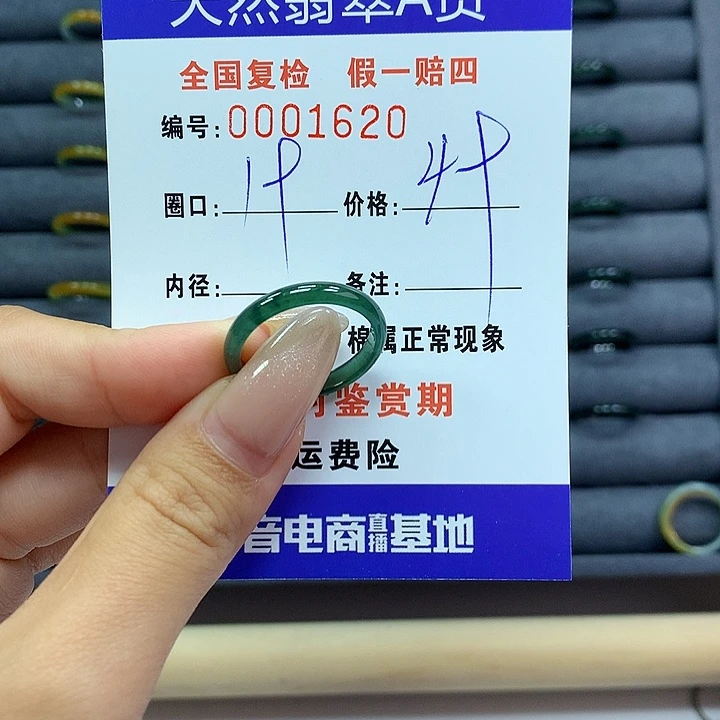 天然翡翠A货
全国复检 假一赔四
编号:0001620
圈口: 价格:
内径: 备注:
棉属正常现象
鉴赏期
运费险
音电商直播基地